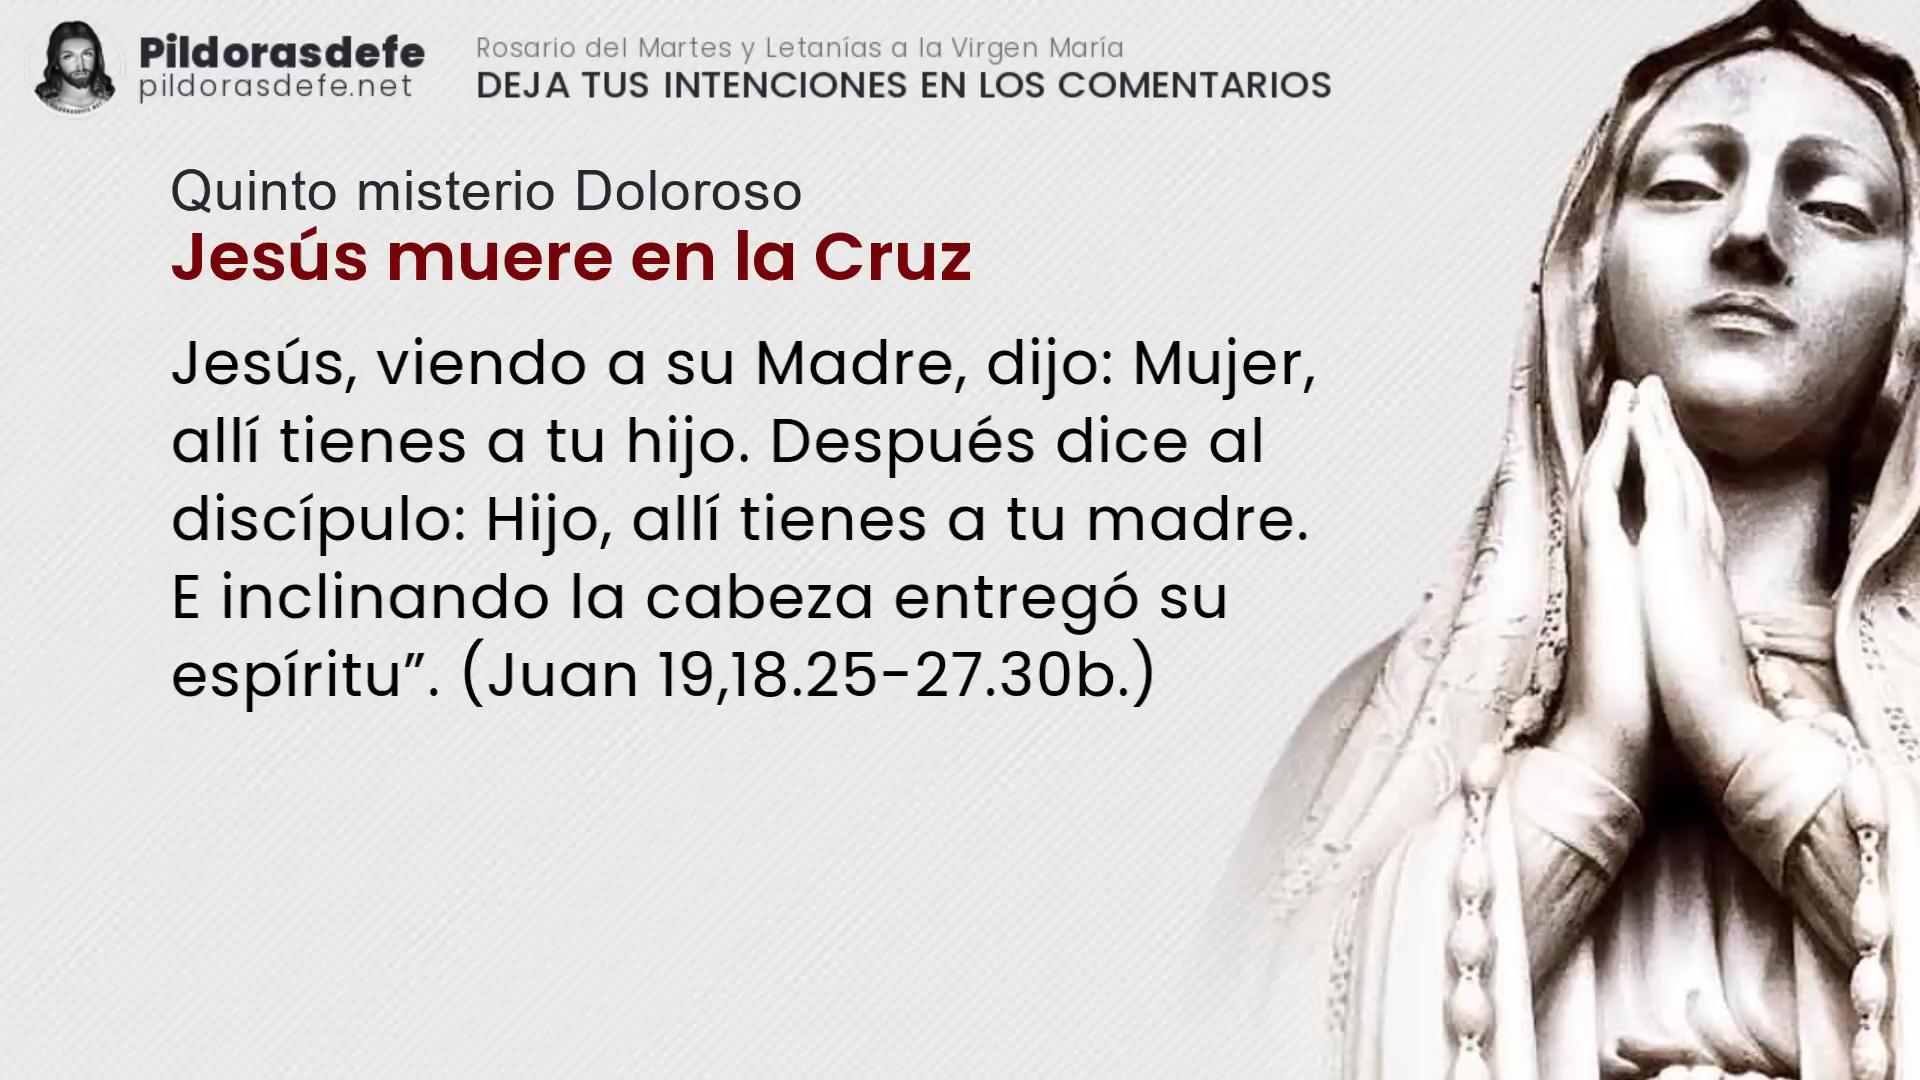 Pildorasdefe
pildorasdefe.net
Rosario del Martes y Letanías a la Virgen María
DEJA TUS INTENCIONES EN LOS COMENTARIOS
Quinto misterio Doloroso
Jesús muere en la Cruz
Jesús, viendo a su Madre, dijo: Mujer,
allí tienes a tu hijo. Después dice al
discípulo: Hijo, allí tienes a tu madre.
E inclinando la cabeza entregó su
espíritu”. (Juan 19,18.25-27.30b.)